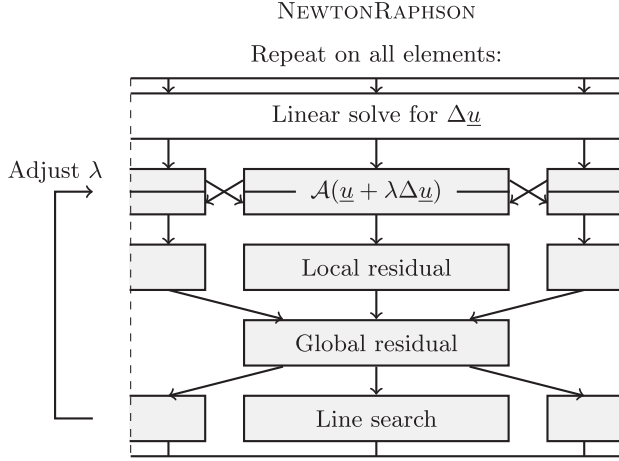 NEWTONRAPHSON
Repeat on all elements:
Linear solve for Δu
Adjust λ
𝒜(u + λΔu)
Local residual
Global residual
Line search